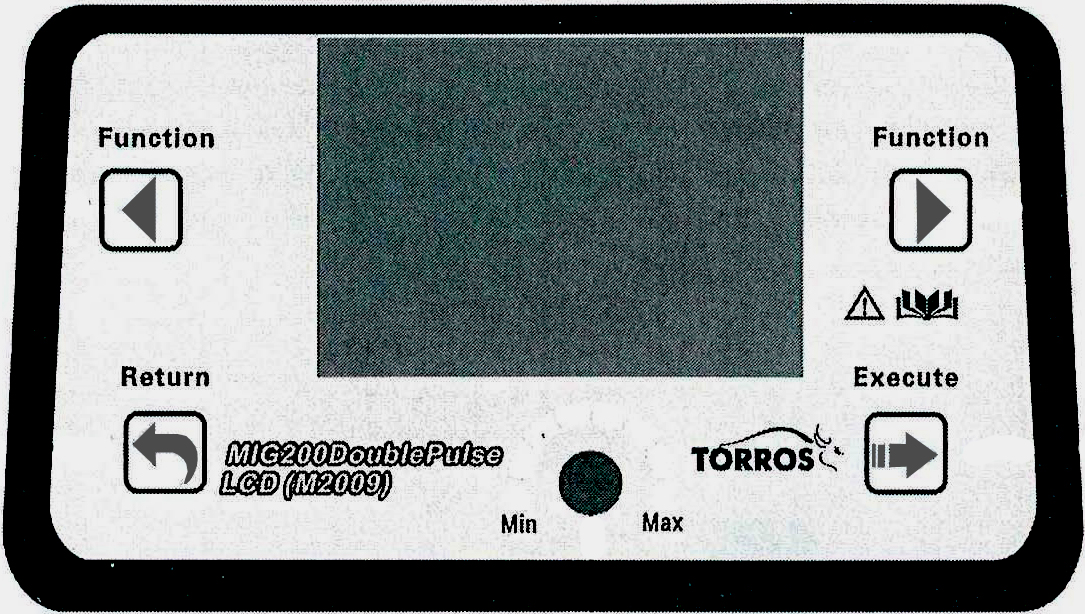 Function
Function
Return
Execute
MIG200DoublePulse
LCD (M2009)
TORROS
Min
Max